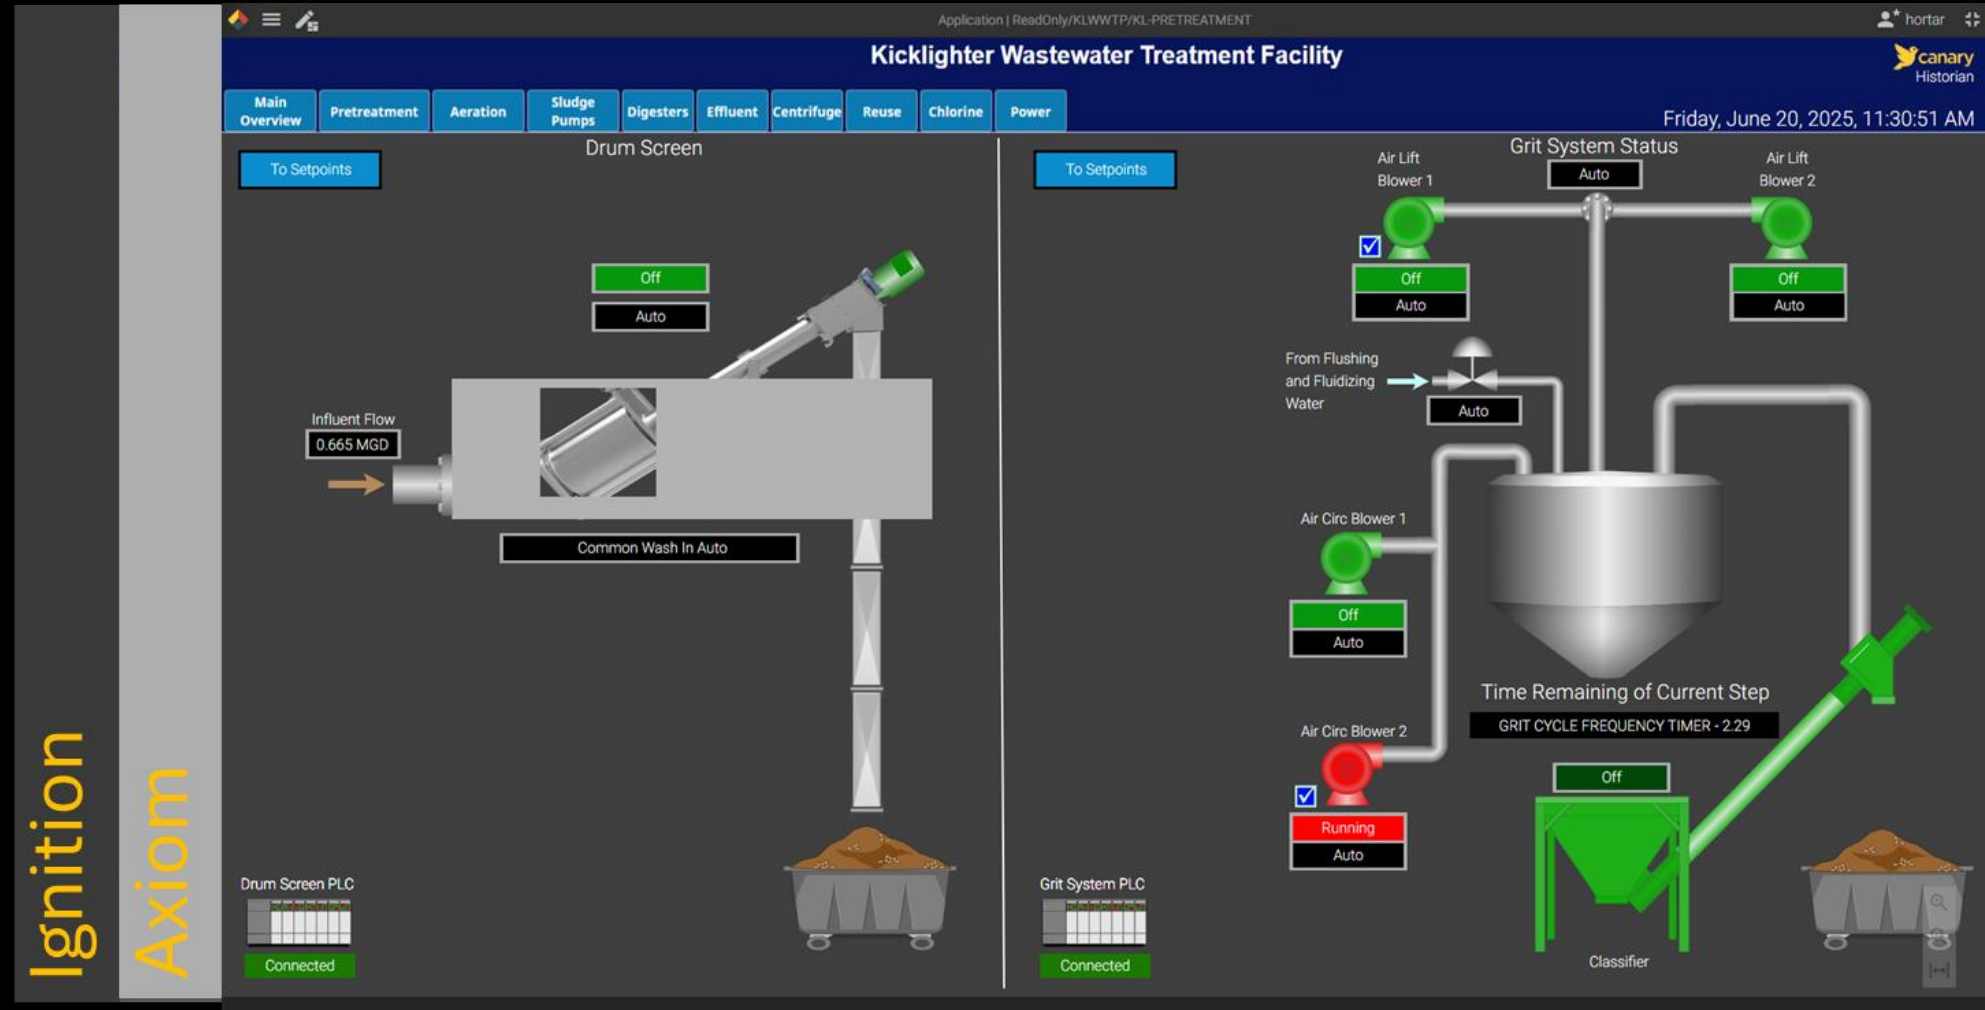 Ignition
Axiom
Application | ReadOnly/KLWWTP/KL-PRETREATMENT
hortar
Kicklighter Wastewater Treatment Facility
canary
Historian
Main
Overview
Pretreatment
Aeration
Sludge
Pumps
Digesters
Effluent
Centrifuge
Reuse
Chlorine
Power
Friday, June 20, 2025, 11:30:51 AM
Drum Screen
To Setpoints
Off
Auto
Influent Flow
0.665 MGD
Common Wash In Auto
Drum Screen PLC
Connected
To Setpoints
Grit System Status
Auto
Air Lift
Blower 1
Off
Auto
Air Lift
Blower 2
Off
Auto
From Flushing
and Fluidizing
Water
Auto
Air Circ Blower 1
Off
Auto
Time Remaining of Current Step
GRIT CYCLE FREQUENCY TIMER - 2.29
Air Circ Blower 2
Running
Auto
Off
Classifier
Grit System PLC
Connected